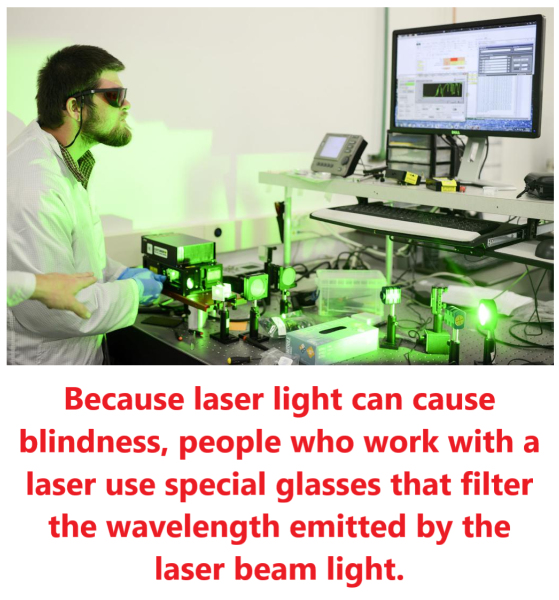 Because laser light can cause
blindness, people who work with a
laser use special glasses that filter
the wavelength emitted by the
laser beam light.